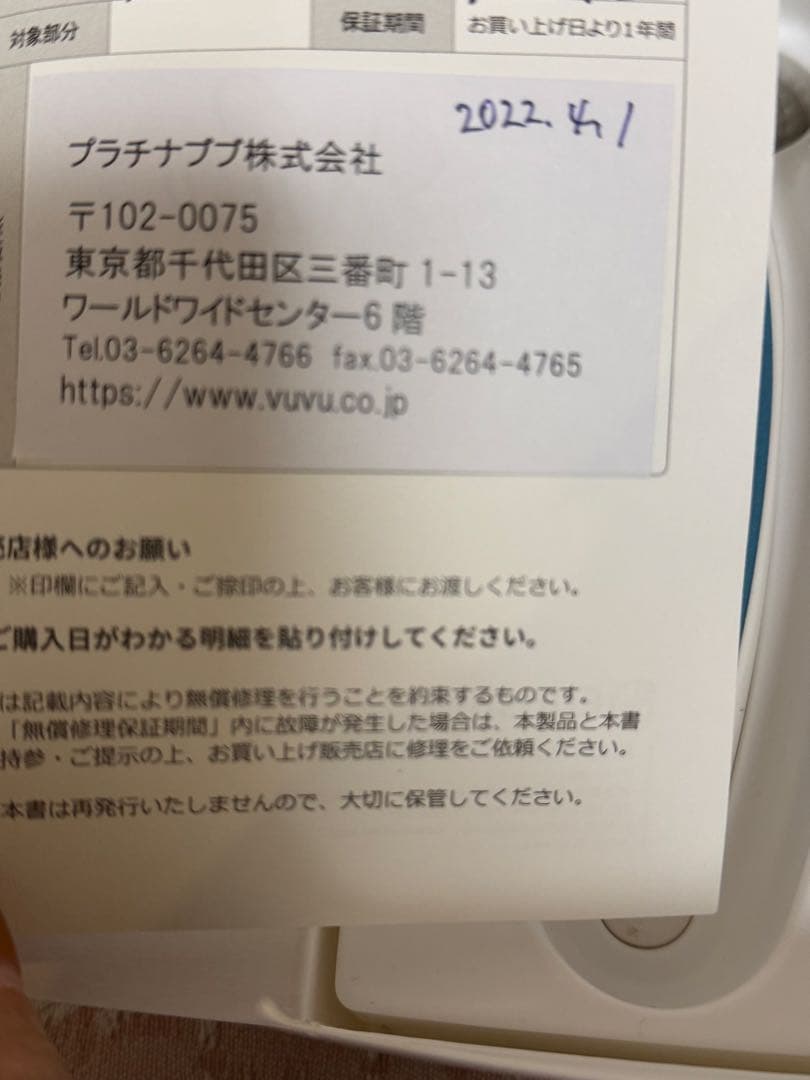 対象部分 保証期間 お買い上げ日より1年間
2022.4/1
プラチナブブ株式会社
〒102-0075
東京都千代田区三番町1-13
ワールドワイドセンター6階
Tel.03-6264-4766 fax.03-6264-4765
https://www.vuvu.co.jp
店様へのお願い
※印欄にご記入・ご捺印の上、お客様にお渡しください。
ご購入日がわかる明細を貼り付けしてください。
は記載内容により無償修理を行うことを約束するものです。
「無償修理保証期間」内に故障が発生した場合は、本製品と本書
持参・ご提示の上、お買い上げ販売店に修理をご依頼ください。
本書は再発行いたしませんので、大切に保管してください。